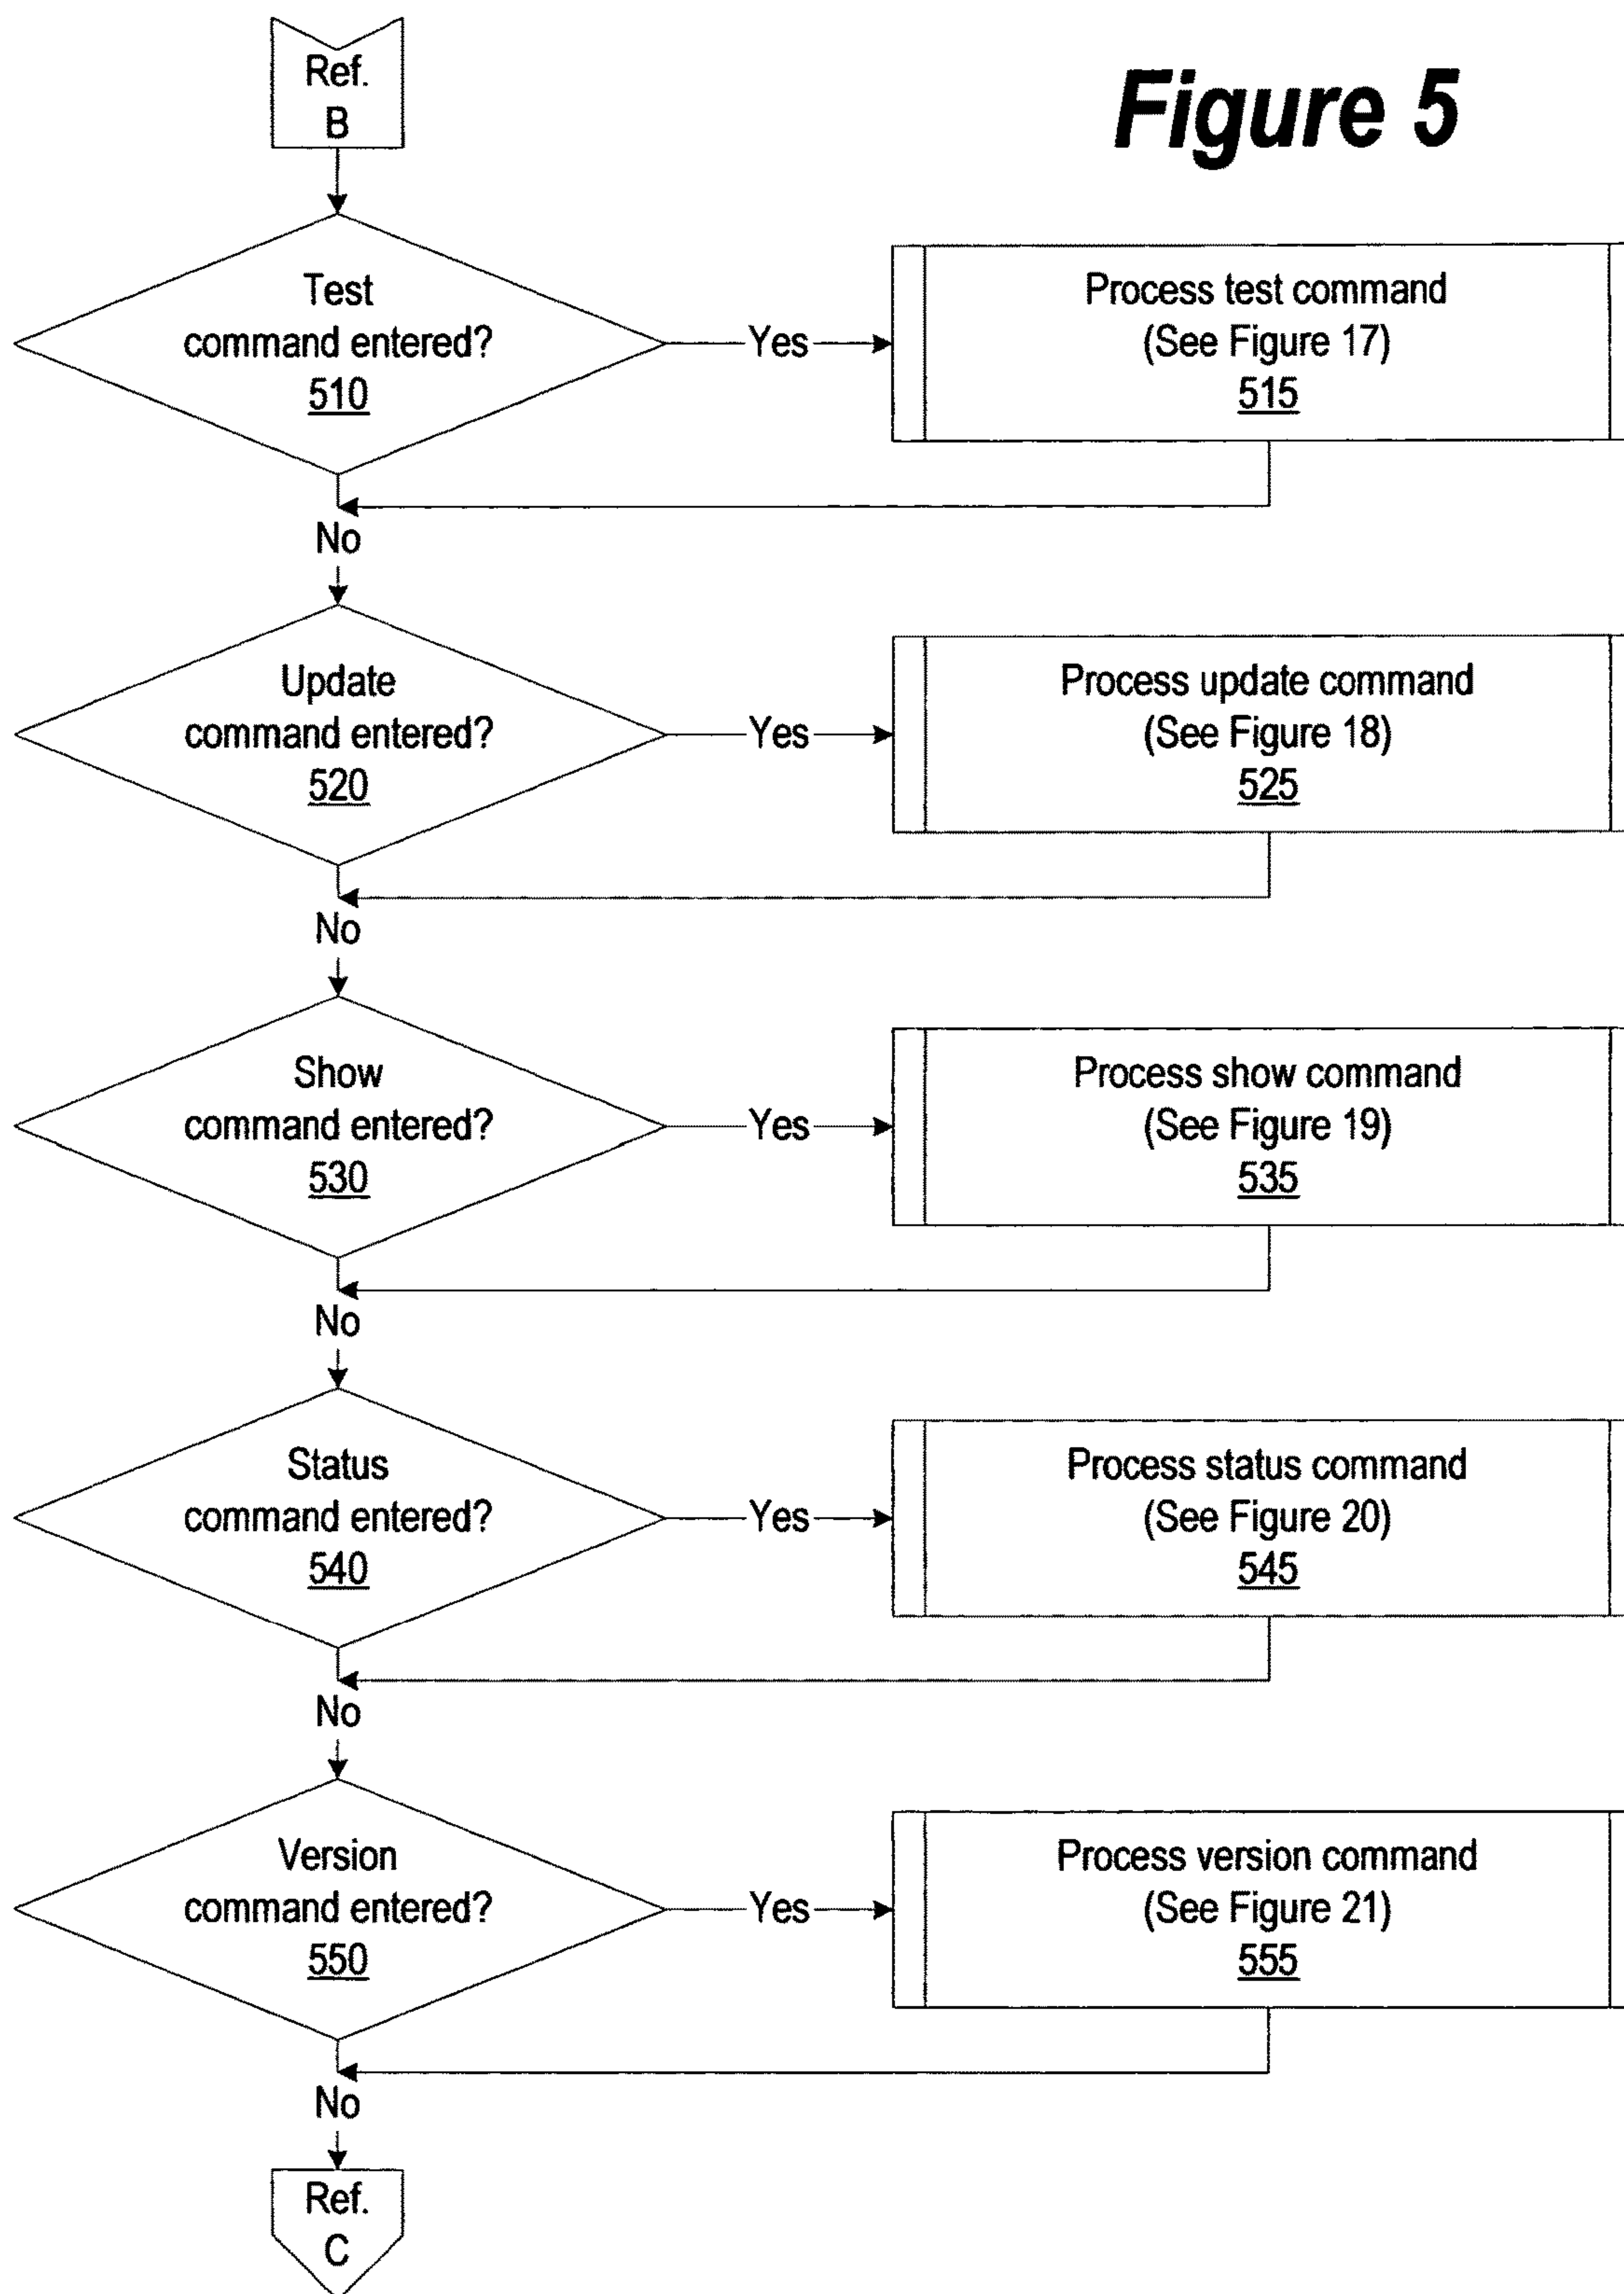 Figure 5
Ref.
B
Test
command entered?
510
Yes
Process test command
(See Figure 17)
515
No
Update
command entered?
520
Yes
Process update command
(See Figure 18)
525
No
Show
command entered?
530
Yes
Process show command
(See Figure 19)
535
No
Status
command entered?
540
Yes
Process status command
(See Figure 20)
545
No
Version
command entered?
550
Yes
Process version command
(See Figure 21)
555
No
Ref.
C